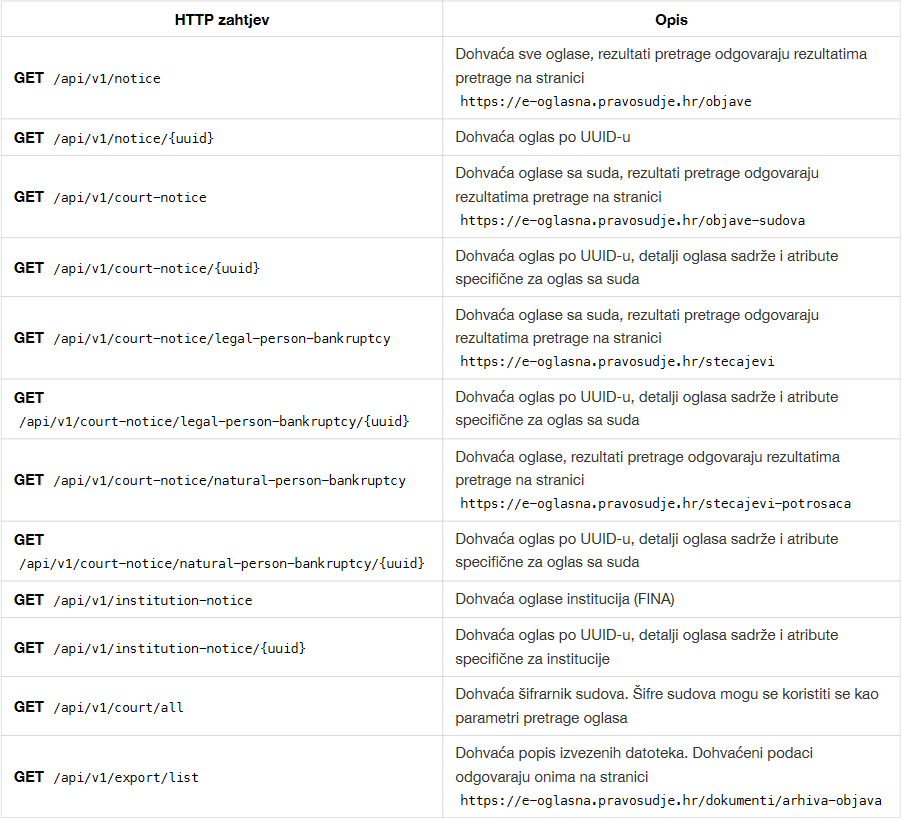 HTTP zahtjev Opis
GET /api/v1/notice
Dohvaća sve oglase, rezultati pretrage odgovaraju rezultatima
pretrage na stranici
https://e-oglasna.pravosudje.hr/objave
GET /api/v1/notice/{uuid}
Dohvaća oglas po UUID-u
GET /api/v1/court-notice
Dohvaća oglase sa suda, rezultati pretrage odgovaraju
rezultatima pretrage na stranici
https://e-oglasna.pravosudje.hr/objave-sudova
GET /api/v1/court-notice/{uuid}
Dohvaća oglas po UUID-u, detalji oglasa sadrže i atribute
specifične za oglas sa suda
GET /api/v1/court-notice/legal-person-bankruptcy
Dohvaća oglase sa suda, rezultati pretrage odgovaraju
rezultatima pretrage na stranici
https://e-oglasna.pravosudje.hr/stecajevi
GET
/api/v1/court-notice/legal-person-bankruptcy/{uuid}
Dohvaća oglas po UUID-u, detalji oglasa sadrže i atribute
specifične za oglas sa suda
GET /api/v1/court-notice/natural-person-bankruptcy
Dohvaća oglase, rezultati pretrage odgovaraju rezultatima
pretrage na stranici
https://e-oglasna.pravosudje.hr/stecajevi-potrosaca
GET
/api/v1/court-notice/natural-person-bankruptcy/{uuid}
Dohvaća oglas po UUID-u, detalji oglasa sadrže i atribute
specifične za oglas sa suda
GET /api/v1/institution-notice
Dohvaća oglase institucija (FINA)
GET /api/v1/institution-notice/{uuid}
Dohvaća oglas po UUID-u, detalji oglasa sadrže i atribute
specifične za institucije
GET /api/v1/court/all
Dohvaća šifrarnik sudova. Šifre sudova mogu se koristiti se kao
parametri pretrage oglasa
GET /api/v1/export/list
Dohvaća popis izvezenih datoteka. Dohvaćeni podaci
odgovaraju onima na stranici
https://e-oglasna.pravosudje.hr/dokumenti/arhiva-objava